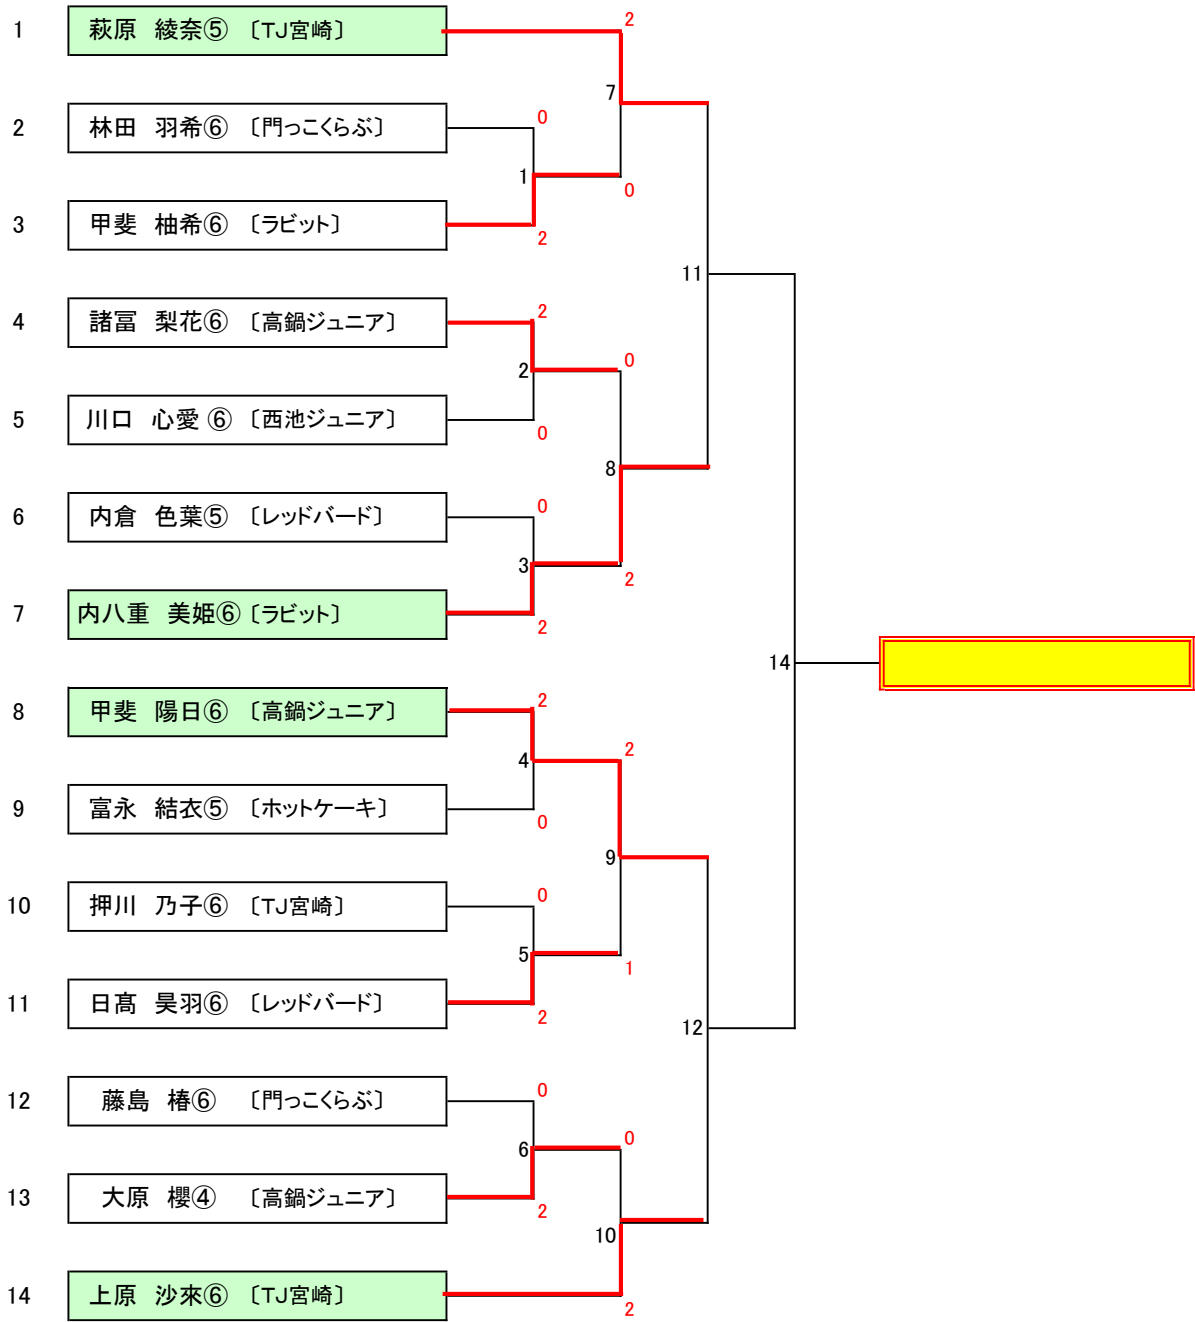 1 萩原 綾奈⑤ 〔TJ宮崎〕 2
7
2 林田 羽希⑥ 〔門っこくらぶ〕 0
1 0
3 甲斐 柚希⑥ 〔ラビット〕 2
11
4 諸冨 梨花⑥ 〔高鍋ジュニア〕 2
2 0
5 川口 心愛⑥ 〔西池ジュニア〕 0
8
6 内倉 色葉⑤ 〔レッドバード〕 0
3 2
7 内八重 美姫⑥ 〔ラビット〕 2
14
8 甲斐 陽日⑥ 〔高鍋ジュニア〕 2
4 2
9 富永 結衣⑤ 〔ホットケーキ〕 0
9
10 押川 乃子⑥ 〔TJ宮崎〕 0
5 1
11 日髙 昊羽⑥ 〔レッドバード〕 2
12
12 藤島 椿⑥ 〔門っこくらぶ〕 0
6 0
13 大原 櫻④ 〔高鍋ジュニア〕 2
10
14 上原 沙來⑥ 〔TJ宮崎〕 2